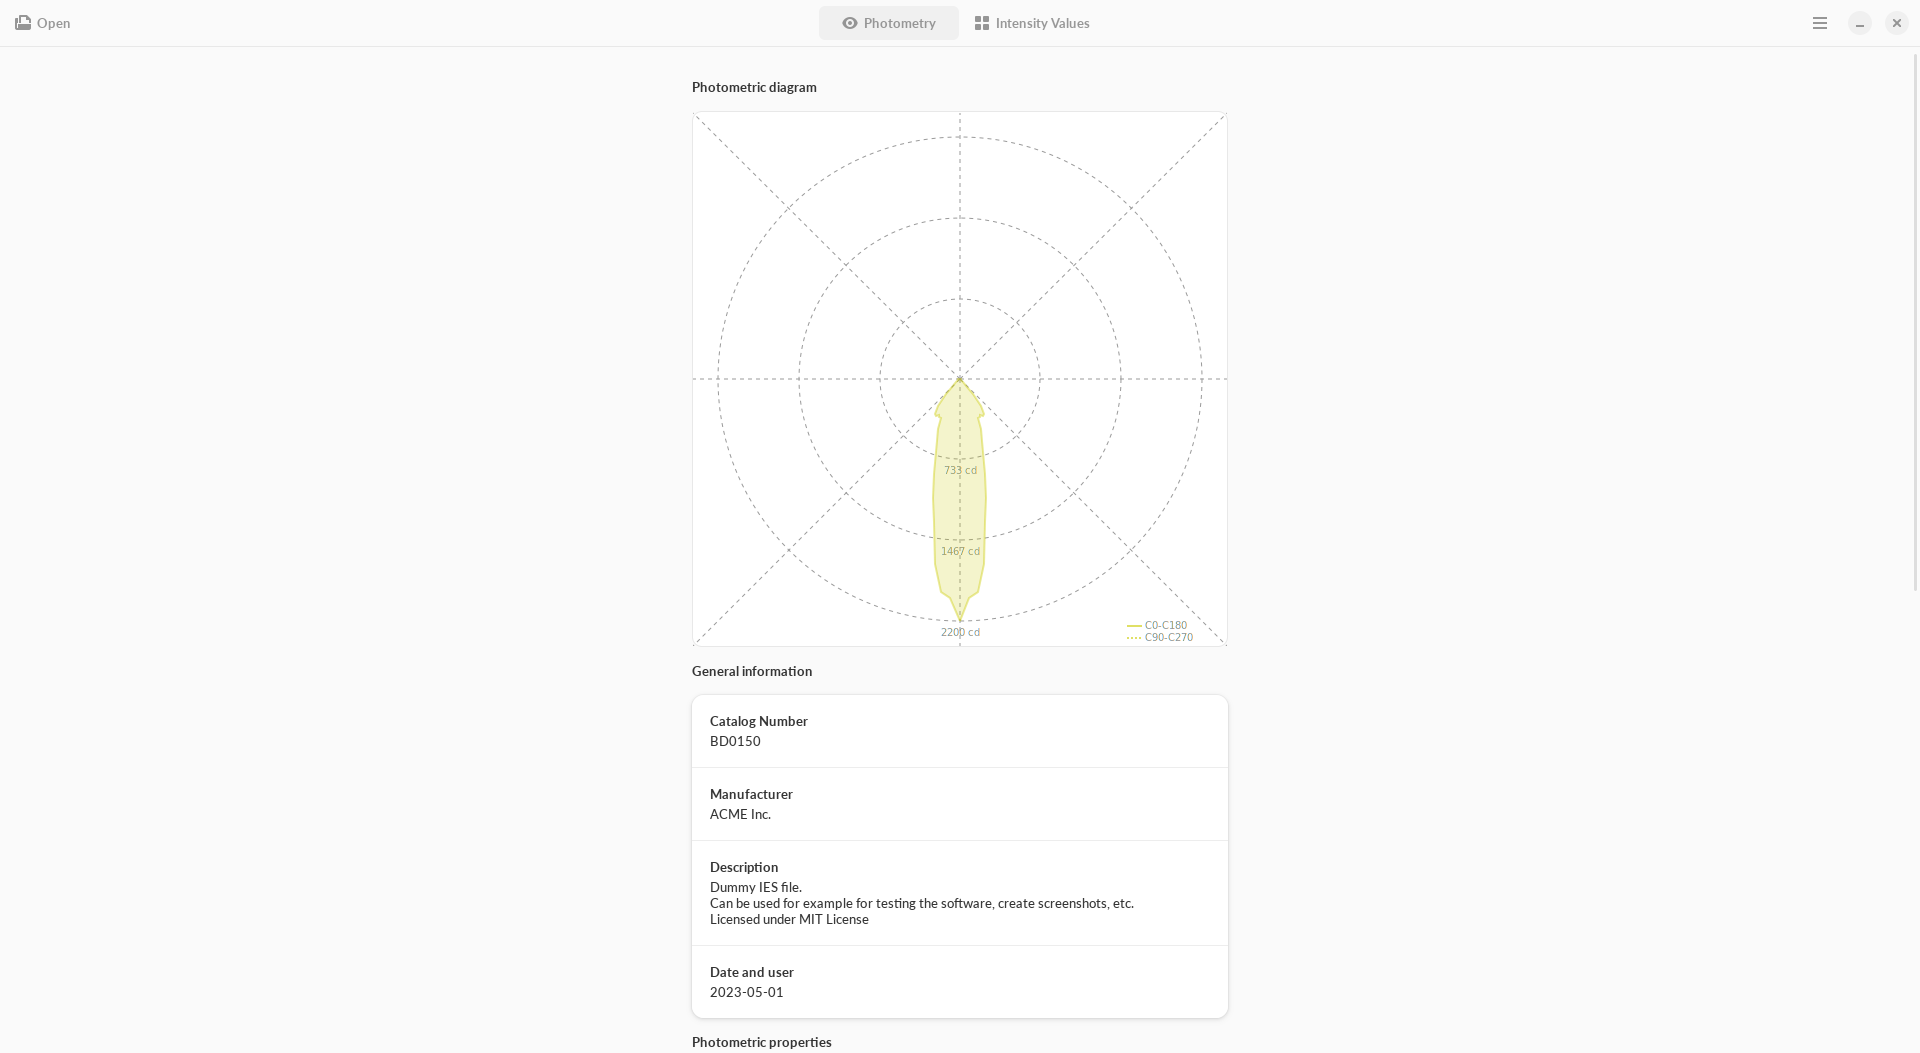 Open
Photometry
Intensity Values
Photometric diagram
733 cd
1467 cd
2200 cd
C0-C180
C90-C270
General information
Catalog Number
BD0150
Manufacturer
ACME Inc.
Description
Dummy IES file.
Can be used for example for testing the software, create screenshots, etc.
Licensed under MIT License
Date and user
2023-05-01
Photometric properties